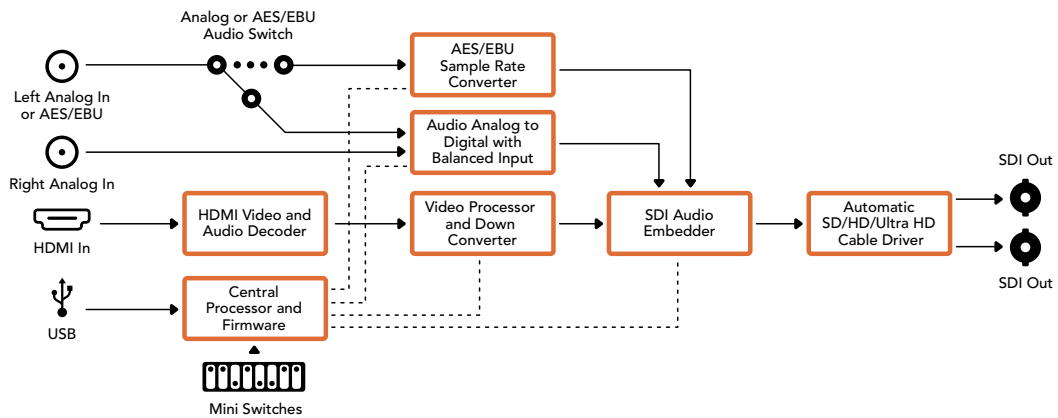 Analog or AES/EBU
Audio Switch
Left Analog In
or AES/EBU
AES/EBU
Sample Rate
Converter
Right Analog In
Audio Analog to
Digital with
Balanced Input
HDMI In
HDMI Video and
Audio Decoder
Video Processor
and Down
Converter
SDI Audio
Embedder
Automatic
SD/HD/Ultra HD
Cable Driver
SDI Out
SDI Out
USB
Central
Processor and
Firmware
Mini Switches